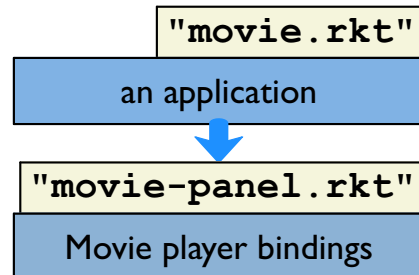 "movie.rkt"
an application
"movie-panel.rkt"
Movie player bindings